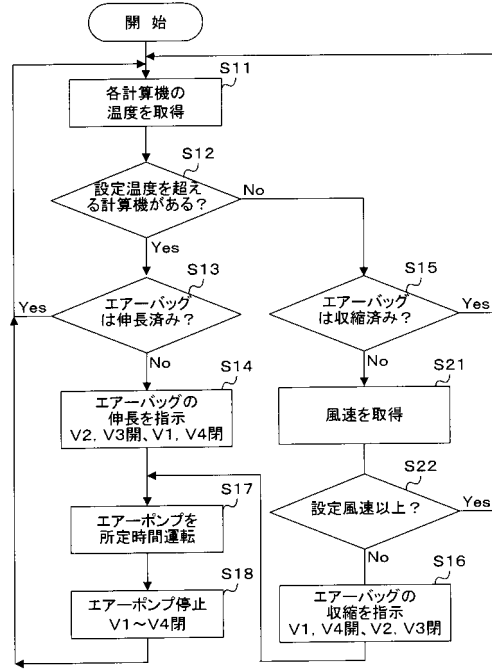 開 始
S11
各計算機の
温度を取得
S12
設定温度を超え
る計算機がある?
No
Yes
S13
エアーバッグ
は伸長済み?
Yes
No
S15
エアーバッグ
は収縮済み?
Yes
No
S14
エアーバッグの
伸長を指示
V2, V3開、V1, V4閉
S21
風速を取得
S22
設定風速以上?
Yes
No
S17
エアーポンプを
所定時間運転
S18
エアーポンプ停止
V1～V4閉
S16
エアーバッグの
収縮を指示
V1, V4開、V2, V3閉